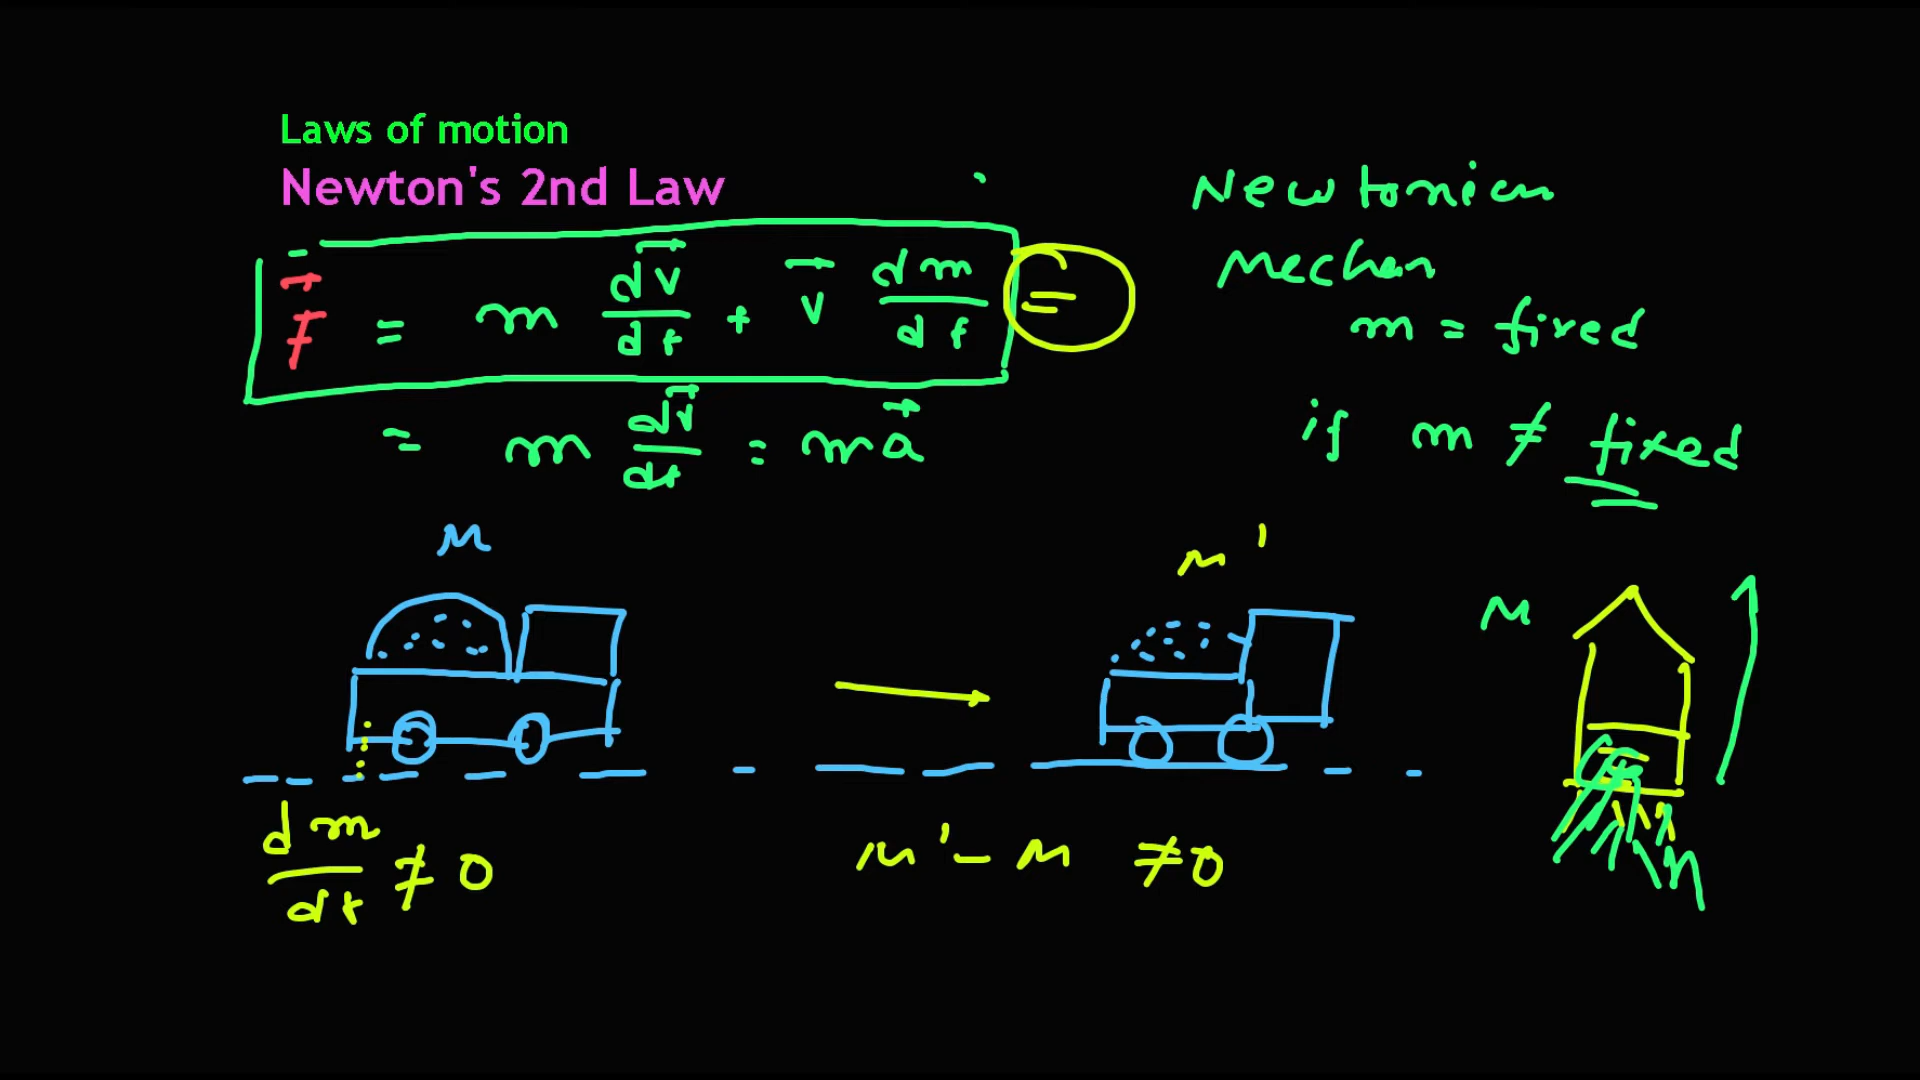 Laws of motion
Newton's 2nd Law
F⃗ = m dv⃗/dt + v⃗ dm/dt =
= m dv⃗/dt = ma⃗
Newtonian
Mechan
m = fixed
if m ≠ fixed
M
M'
M
dm/dt ≠ 0
M' - M ≠ 0